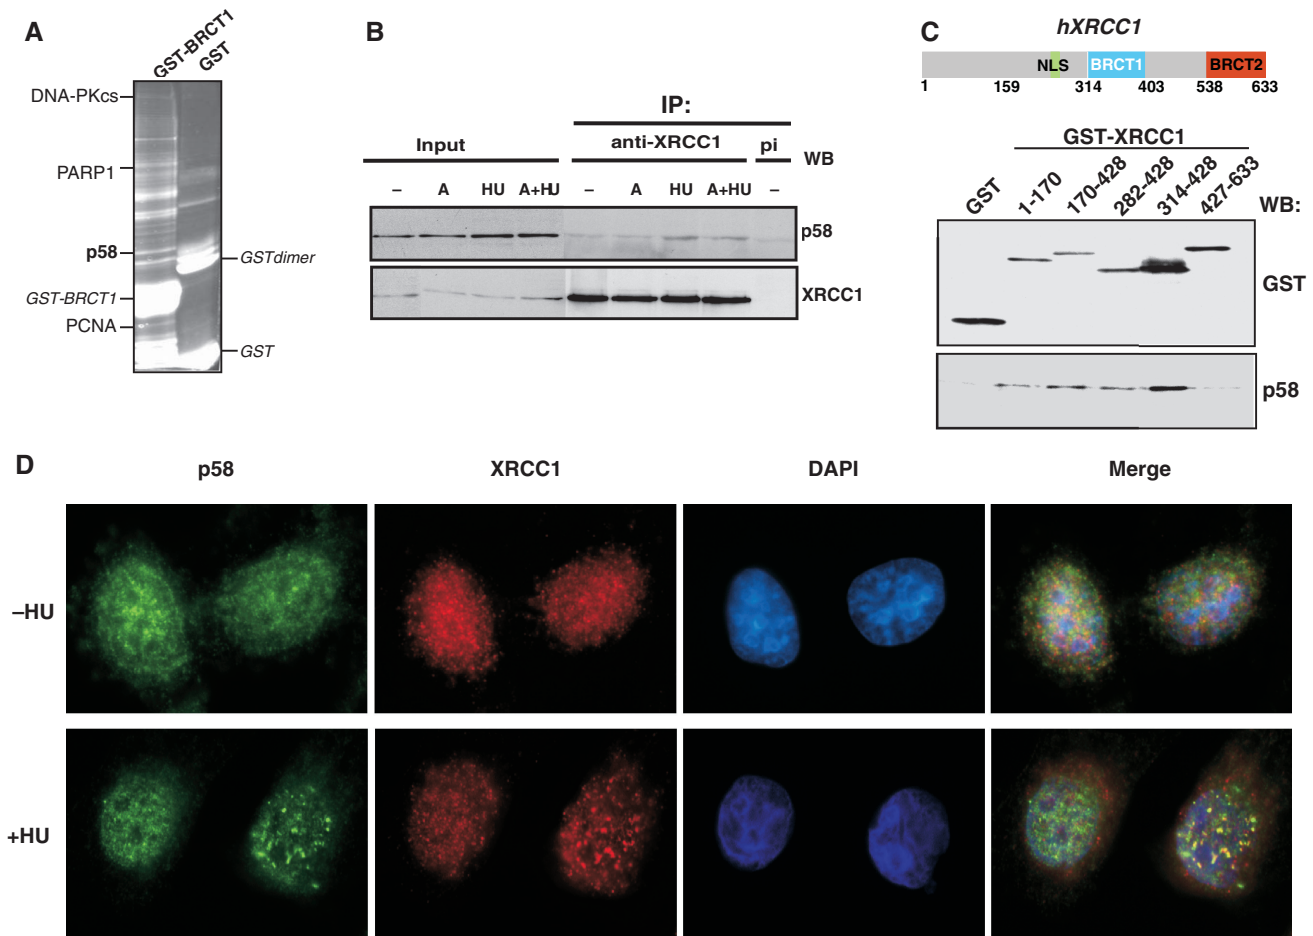 A
GST-BRCT1
GST
DNA-PKcs
PARP1
p58
GSTdimer
GST-BRCT1
PCNA
GST
B
IP:
Input
anti-XRCC1
pi
WB
– A HU A+HU – A HU A+HU –
p58
XRCC1
C
hXRCC1
NLS BRCT1 BRCT2
1 159 314 403 538 633
GST-XRCC1
GST 1-170 170-428 282-428 314-428 427-633 WB:
GST
p58
D
p58 XRCC1 DAPI Merge
–HU
+HU